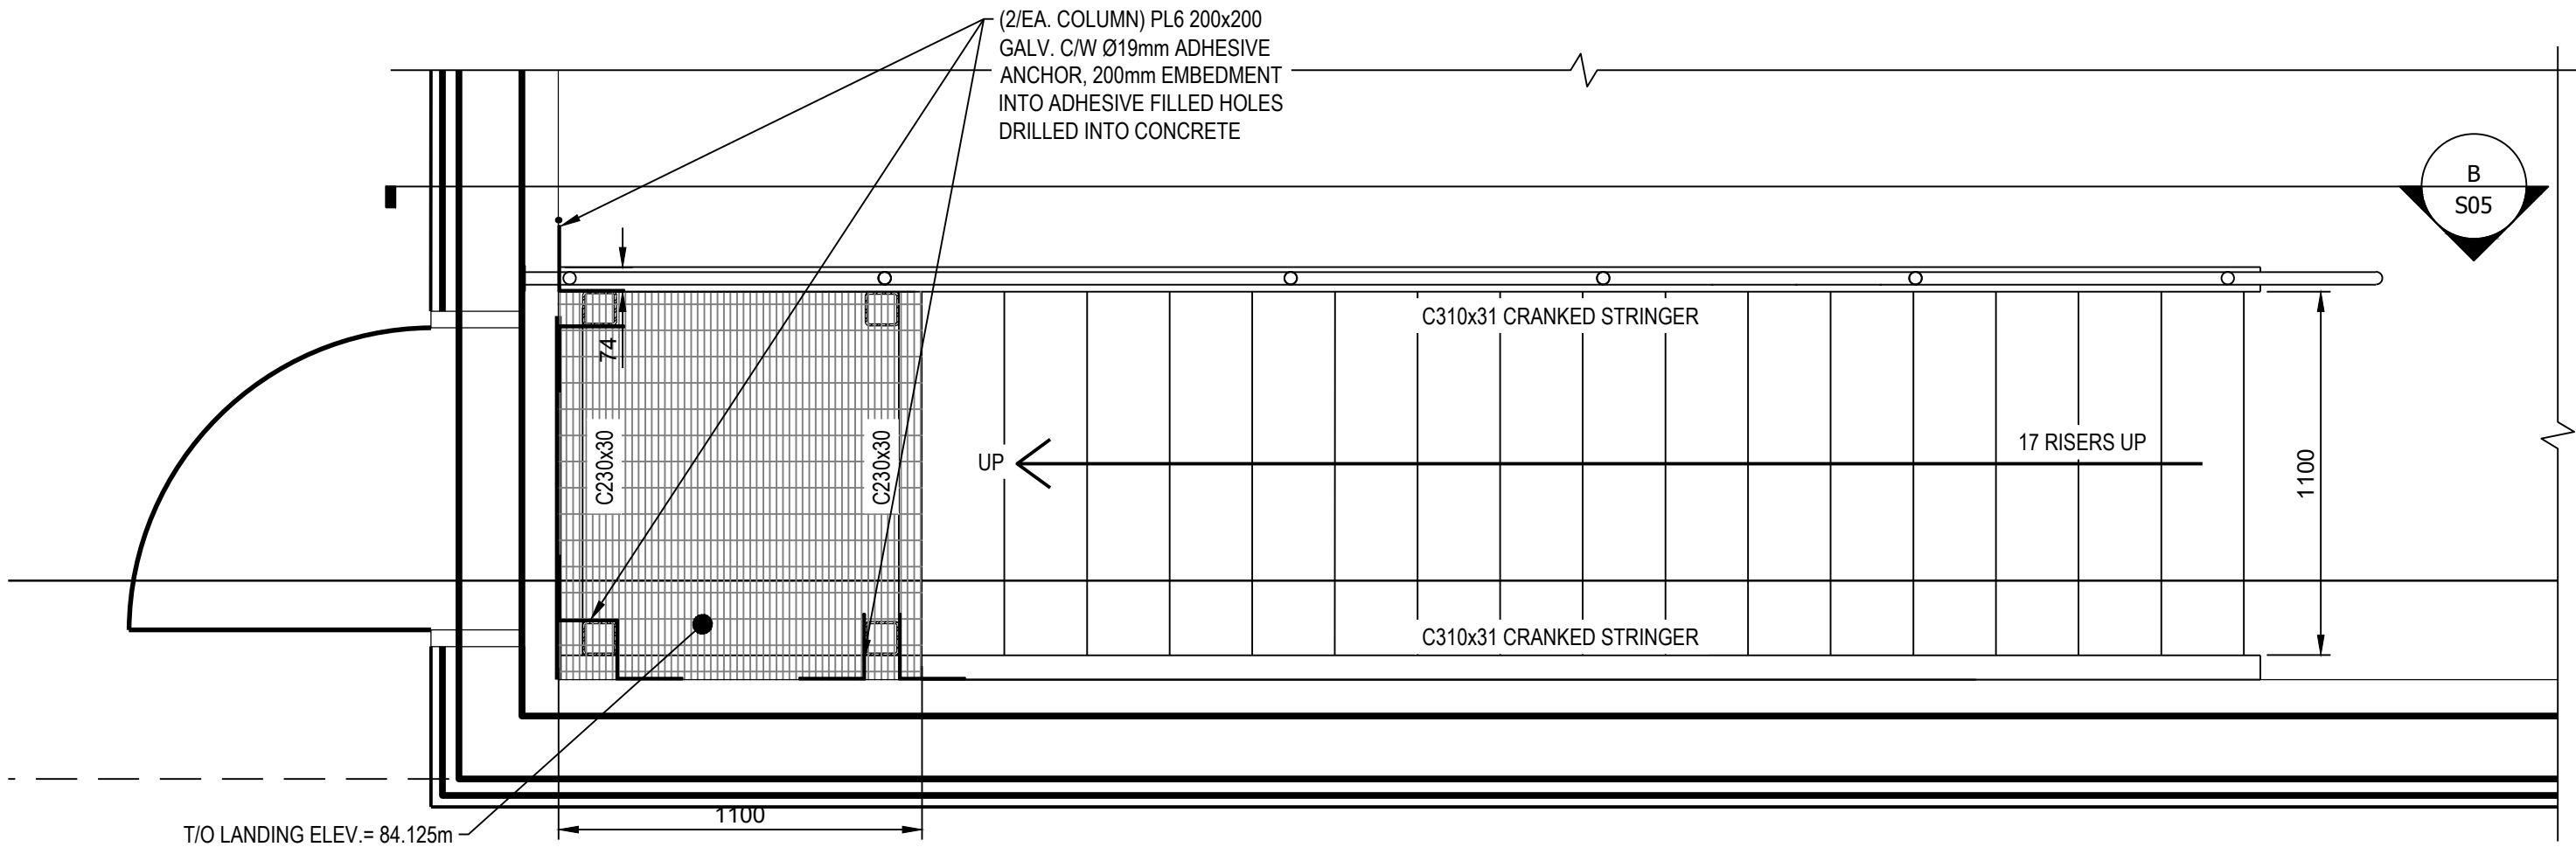 (2/EA. COLUMN) PL6 200x200
GALV. C/W Ø19mm ADHESIVE
ANCHOR, 200mm EMBEDMENT
INTO ADHESIVE FILLED HOLES
DRILLED INTO CONCRETE
B
S05
C310x31 CRANKED STRINGER
74
C230x30
C230x30
UP
17 RISERS UP
1100
C310x31 CRANKED STRINGER
1100
T/O LANDING ELEV.= 84.125m